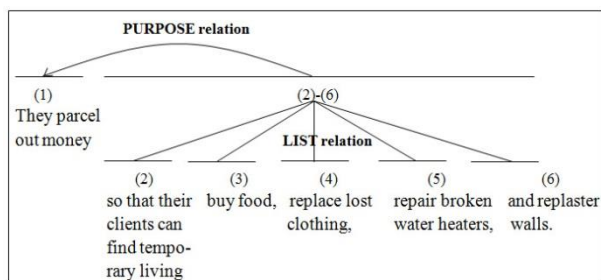 PURPOSE relation
(1)
They parcel
out money
(2)-(6)
LIST relation
(2)
so that their
clients can
find tempo-
rary living
(3)
buy food,
(4)
replace lost
clothing,
(5)
repair broken
water heaters,
(6)
and replaster
walls.